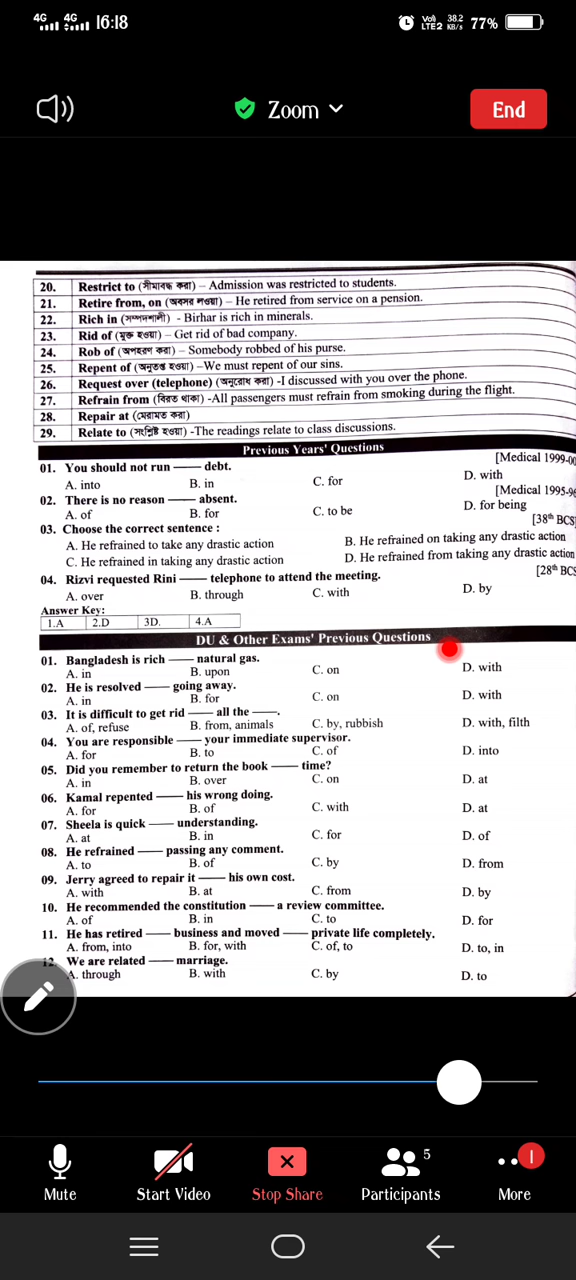 4G 4G 16:18 Vo) LTE2 38.2 KB/s 77%
Zoom End
20. Restrict to (সীমাবদ্ধ করা) – Admission was restricted to students.
21. Retire from, on (অবসর লওয়া) – He retired from service on a pension.
22. Rich in (সম্পদশালী) - Birhar is rich in minerals.
23. Rid of (মুক্ত হওয়া) – Get rid of bad company.
24. Rob of (অপহরণ করা) – Somebody robbed of his purse.
25. Repent of (অনুতপ্ত হওয়া) –We must repent of our sins.
26. Request over (telephone) (অনুরোধ করা) -I discussed with you over the phone.
27. Refrain from (বিরত থাকা) -All passengers must refrain from smoking during the flight.
28. Repair at (মেরামত করা)
29. Relate to (সংশ্লিষ্ট হওয়া) -The readings relate to class discussions.
Previous Years' Questions
01. You should not run —— debt. [Medical 1999-00
A. into B. in C. for D. with
02. There is no reason —— absent. [Medical 1995-96
A. of B. for C. to be D. for being
03. Choose the correct sentence : [38th BCS]
A. He refrained to take any drastic action B. He refrained on taking any drastic action
C. He refrained in taking any drastic action D. He refrained from taking any drastic action
04. Rizvi requested Rini —— telephone to attend the meeting. [28th BCS
A. over B. through C. with D. by
Answer Key:
1.A 2.D 3D. 4.A
DU & Other Exams' Previous Questions
01. Bangladesh is rich —— natural gas.
A. in B. upon C. on D. with
02. He is resolved —— going away.
A. in B. for C. on D. with
03. It is difficult to get rid —— all the ——.
A. of, refuse B. from, animals C. by, rubbish D. with, filth
04. You are responsible —— your immediate supervisor.
A. for B. to C. of D. into
05. Did you remember to return the book —— time?
A. in B. over C. on D. at
06. Kamal repented —— his wrong doing.
A. for B. of C. with D. at
07. Sheela is quick —— understanding.
A. at B. in C. for D. of
08. He refrained —— passing any comment.
A. to B. of C. by D. from
09. Jerry agreed to repair it —— his own cost.
A. with B. at C. from D. by
10. He recommended the constitution —— a review committee.
A. of B. in C. to D. for
11. He has retired —— business and moved —— private life completely.
A. from, into B. for, with C. of, to D. to, in
12. We are related —— marriage.
A. through B. with C. by D. to
5
Mute Start Video Stop Share Participants More